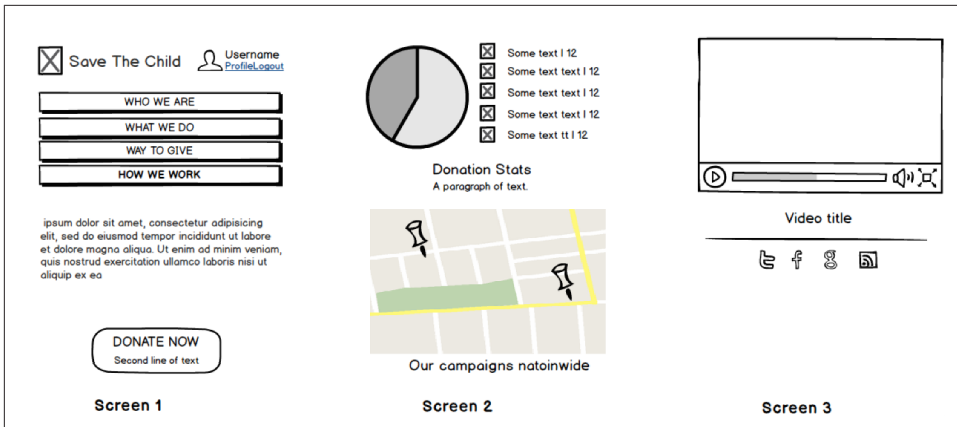 Save The Child
Username
ProfileLogout
WHO WE ARE
WHAT WE DO
WAY TO GIVE
HOW WE WORK
ipsum dolor sit amet, consectetur adipisicing
elit, sed do eiusmod tempor incididunt ut labore
et dolore magna aliqua. Ut enim ad minim veniam,
quis nostrud exercitation ullamco laboris nisi ut
aliquip ex ea
DONATE NOW
Second line of text
Screen 1
Some text | 12
Some text text | 12
Some text text | 12
Some text text | 12
Some text tt | 12
Donation Stats
A paragraph of text.
Our campaigns natoinwide
Screen 2
Video title
Screen 3